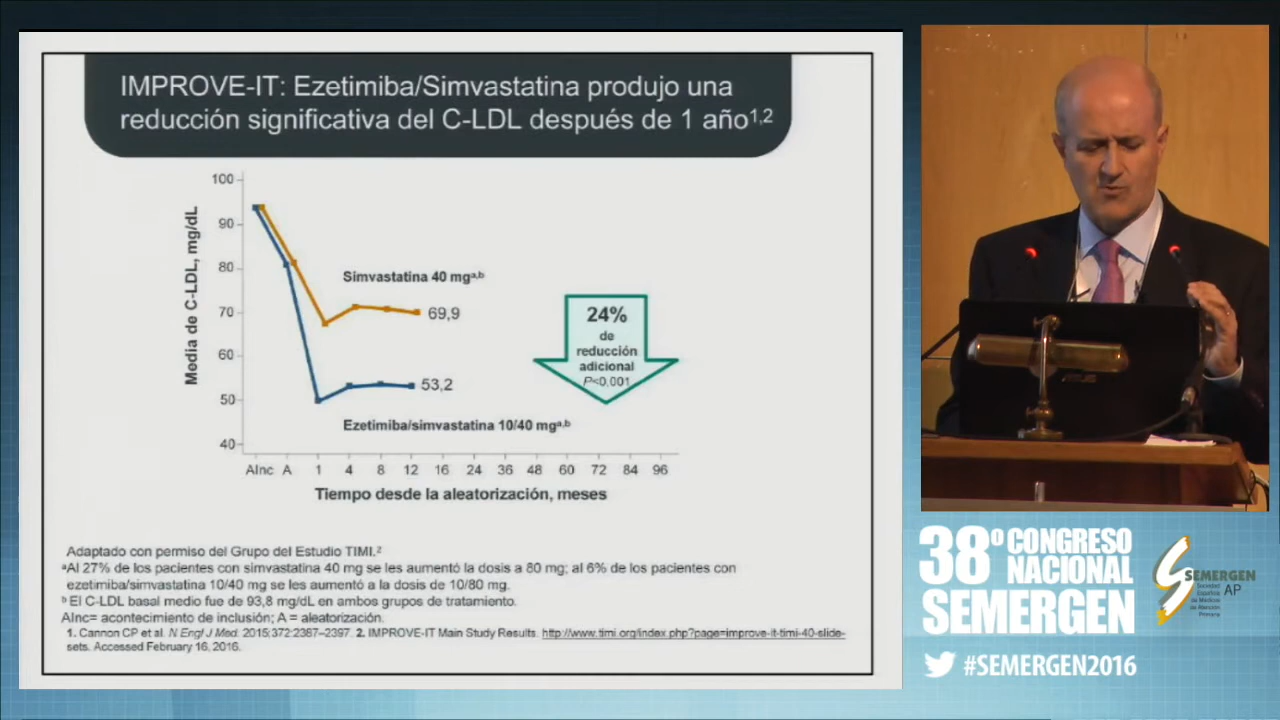 IMPROVE-IT: Ezetimiba/Simvastatina produjo una
reducción significativa del C-LDL después de 1 año1,2
100
90
80
70
60
50
40
Media de C-LDL, mg/dL
Simvastatina 40 mga,b
69,9
53,2
Ezetimiba/simvastatina 10/40 mga,b
24%
de
reducción
adicional
P<0,001
AInc A 1 4 8 12 16 24 36 48 60 72 84 96
Tiempo desde la aleatorización, meses
Adaptado con permiso del Grupo del Estudio TIMI.2
aAl 27% de los pacientes con simvastatina 40 mg se les aumentó la dosis a 80 mg; al 6% de los pacientes con
ezetimiba/simvastatina 10/40 mg se les aumentó a la dosis de 10/80 mg.
b El C-LDL basal medio fue de 93,8 mg/dL en ambos grupos de tratamiento.
AInc= acontecimiento de inclusión; A = aleatorización.
1. Cannon CP et al. N Engl J Med. 2015;372:2387–2397. 2. IMPROVE-IT Main Study Results. http://www.timi.org/index.php?page=improve-it-timi-40-slide-
sets. Accessed February 16, 2016.
38º CONGRESO
NACIONAL
SEMERGEN
#SEMERGEN2016
SEMERGEN
AP
Sociedad
Española
de Médicos
de Atención
Primaria